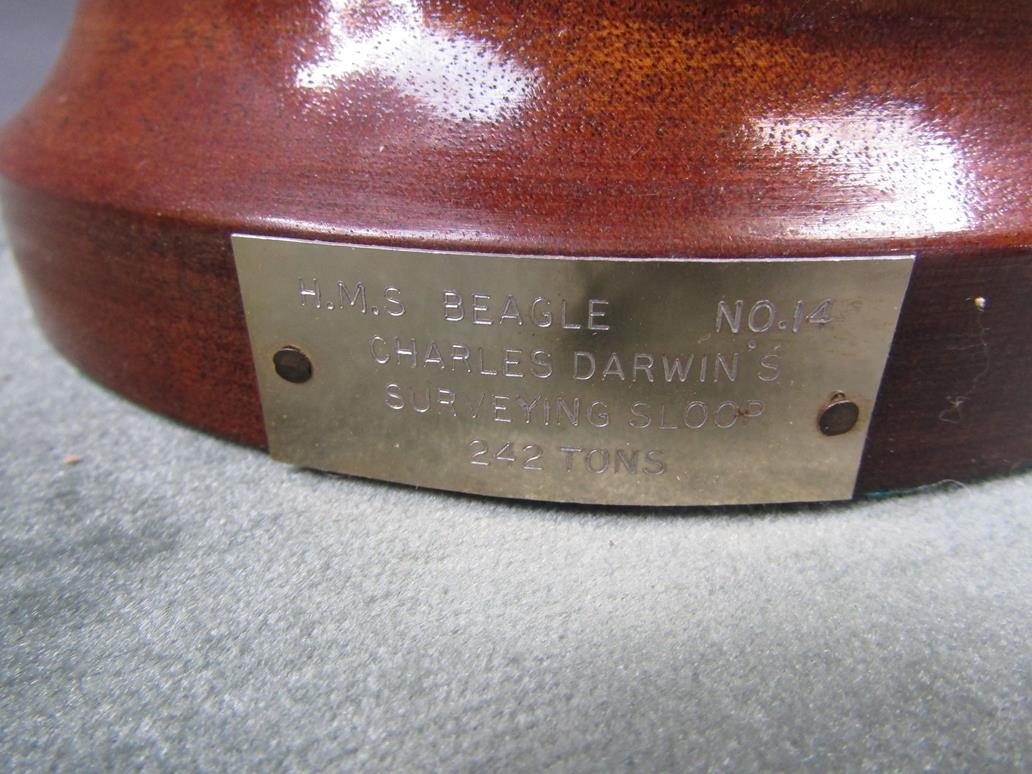 H.M.S BEAGLE NO.14
CHARLES DARWIN'S
SURVEYING SLOOP
242 TONS